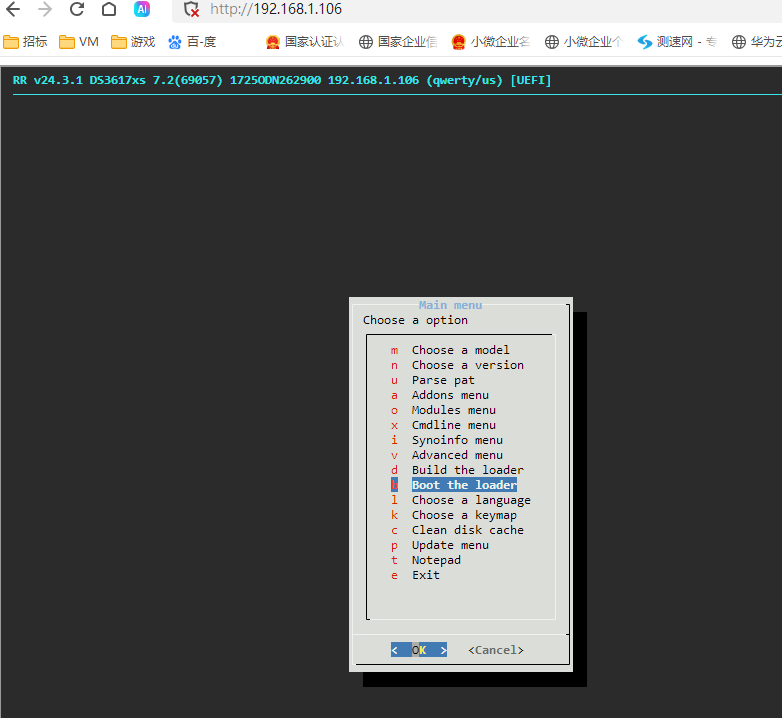 AI http://192.168.1.106
招标 VM 游戏 百-度 国家认证认 国家企业信 小微企业名 小微企业个 测速网 - 专 华为云
RR v24.3.1 DS3617xs 7.2(69057) 1725ODN262900 192.168.1.106 (qwerty/us) [UEFI]
Main menu
Choose a option
m Choose a model
n Choose a version
u Parse pat
a Addons menu
o Modules menu
x Cmdline menu
i Synoinfo menu
v Advanced menu
d Build the loader
b Boot the loader
l Choose a language
k Choose a keymap
c Clean disk cache
p Update menu
t Notepad
e Exit
< OK > <Cancel>